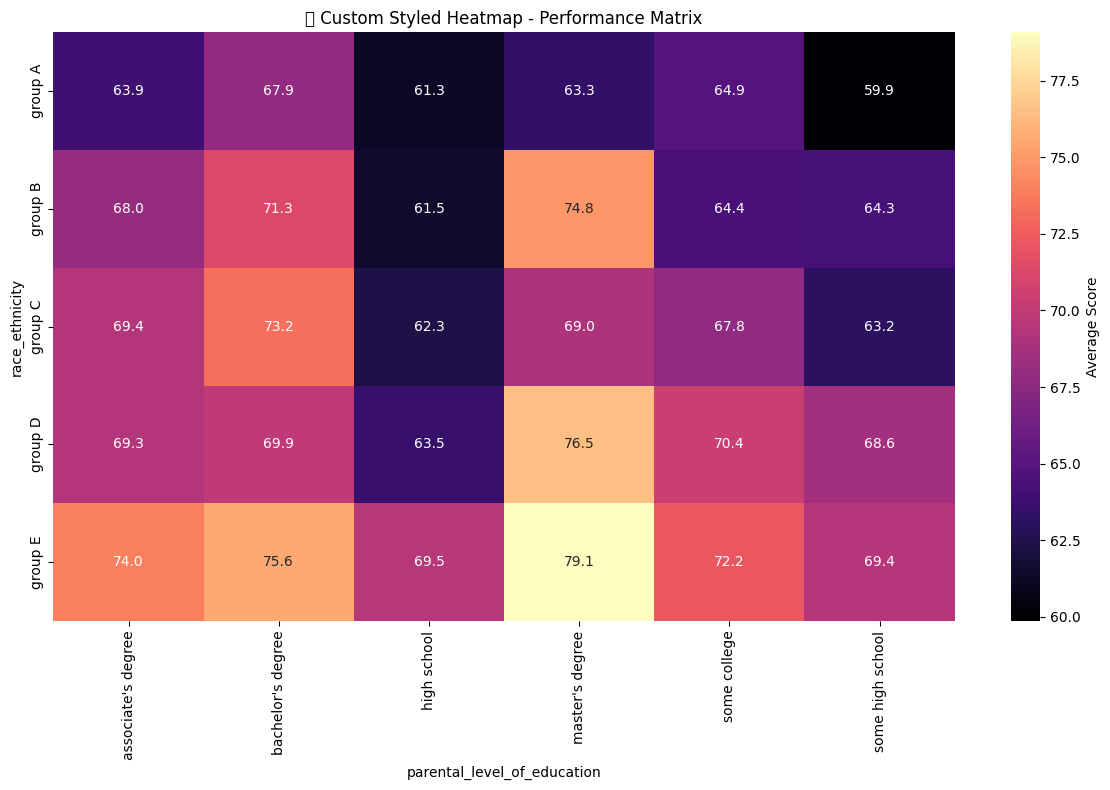 ▯ Custom Styled Heatmap - Performance Matrix
race_ethnicity
group A
63.9 67.9 61.3 63.3 64.9 59.9
group B
68.0 71.3 61.5 74.8 64.4 64.3
group C
69.4 73.2 62.3 69.0 67.8 63.2
group D
69.3 69.9 63.5 76.5 70.4 68.6
group E
74.0 75.6 69.5 79.1 72.2 69.4
associate's degree
bachelor's degree
high school
master's degree
some college
some high school
parental_level_of_education
77.5
75.0
72.5
70.0
67.5
65.0
62.5
60.0
Average Score